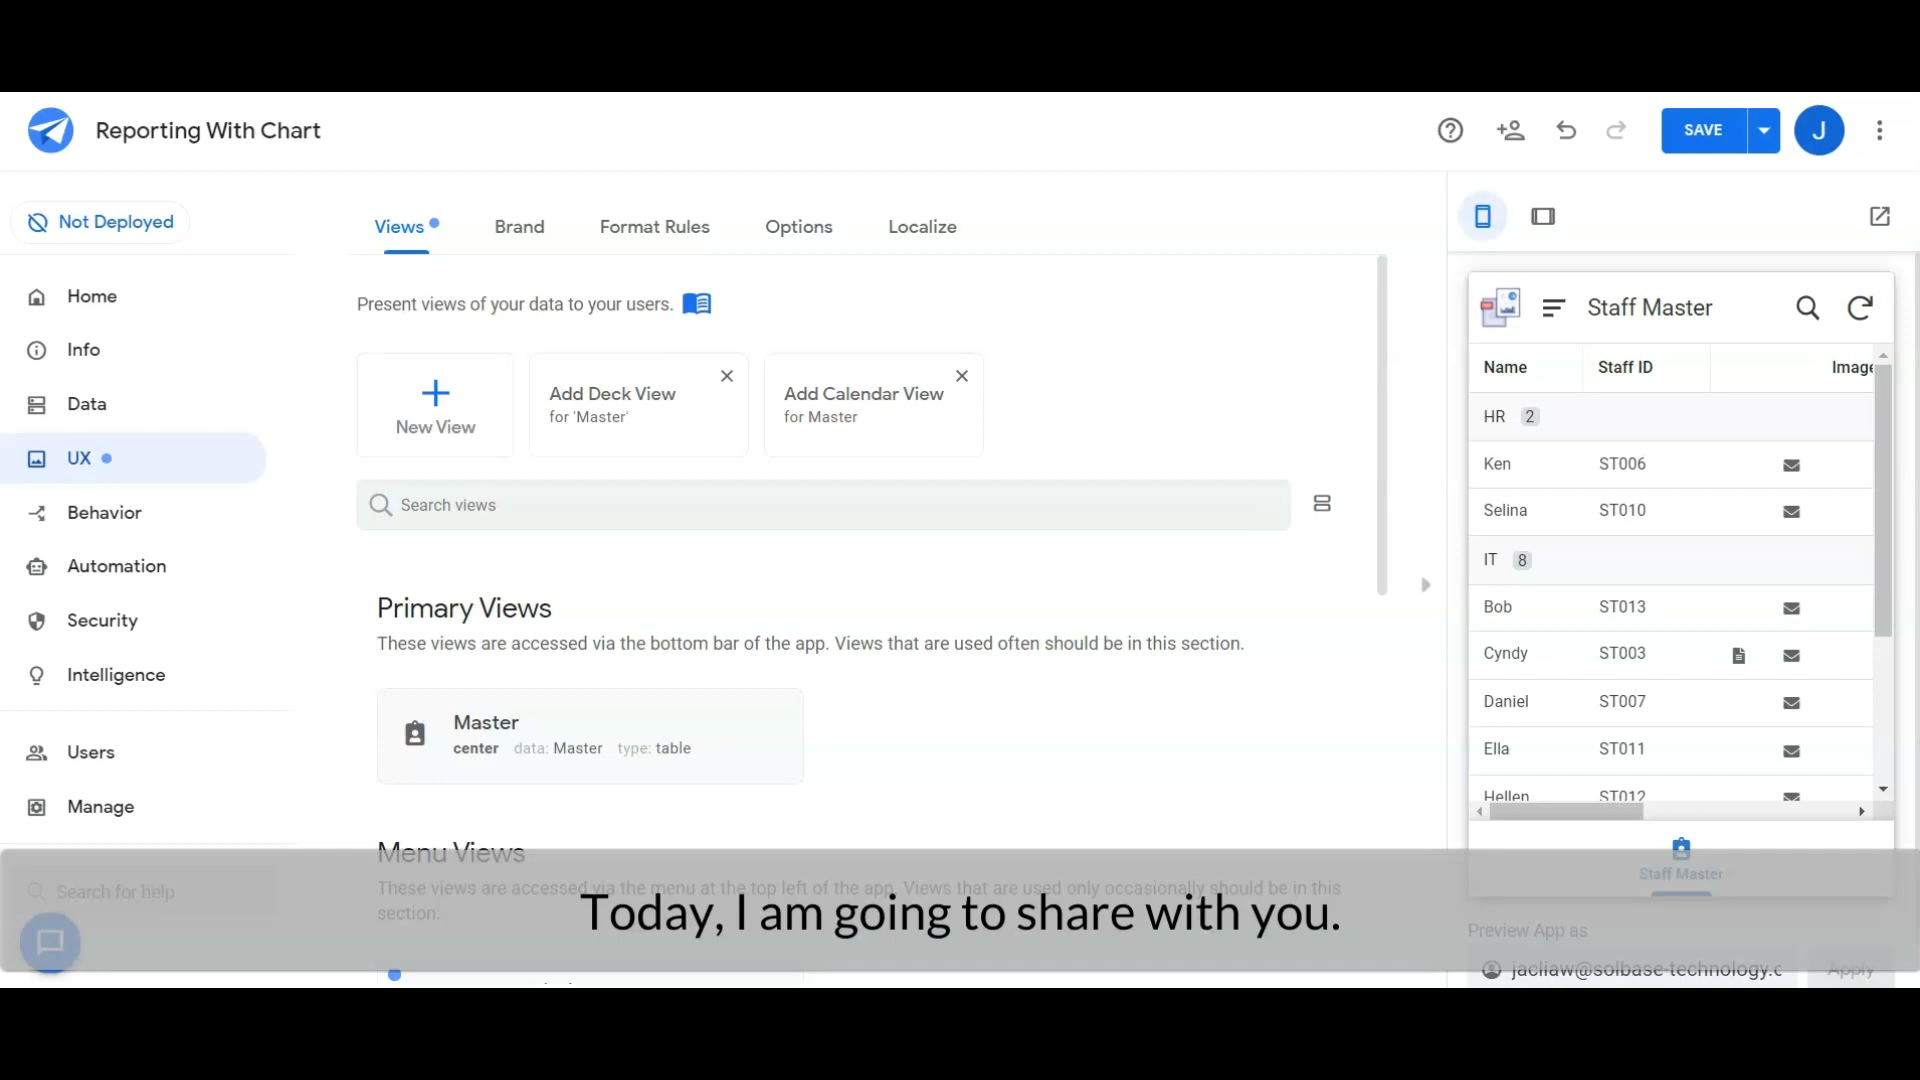 Reporting With Chart
SAVE
J
Not Deployed
Home
Info
Data
UX
Behavior
Automation
Security
Intelligence
Users
Manage
Search for help
Views
Brand
Format Rules
Options
Localize
Present views of your data to your users.
New View
Add Deck View
for 'Master'
Add Calendar View
for Master
Search views
Primary Views
These views are accessed via the bottom bar of the app. Views that are used often should be in this section.
Master
center data: Master type: table
Menu Views
These views are accessed via the menu at the top left of the app. Views that are used only occasionally should be in this
section.
Staff Master
Name Staff ID Image
HR 2
Ken ST006
Selina ST010
IT 8
Bob ST013
Cyndy ST003
Daniel ST007
Ella ST011
Hellen ST012
Staff Master
Preview App as
jacliaw@solbase-technology.c
Apply
Today, I am going to share with you.